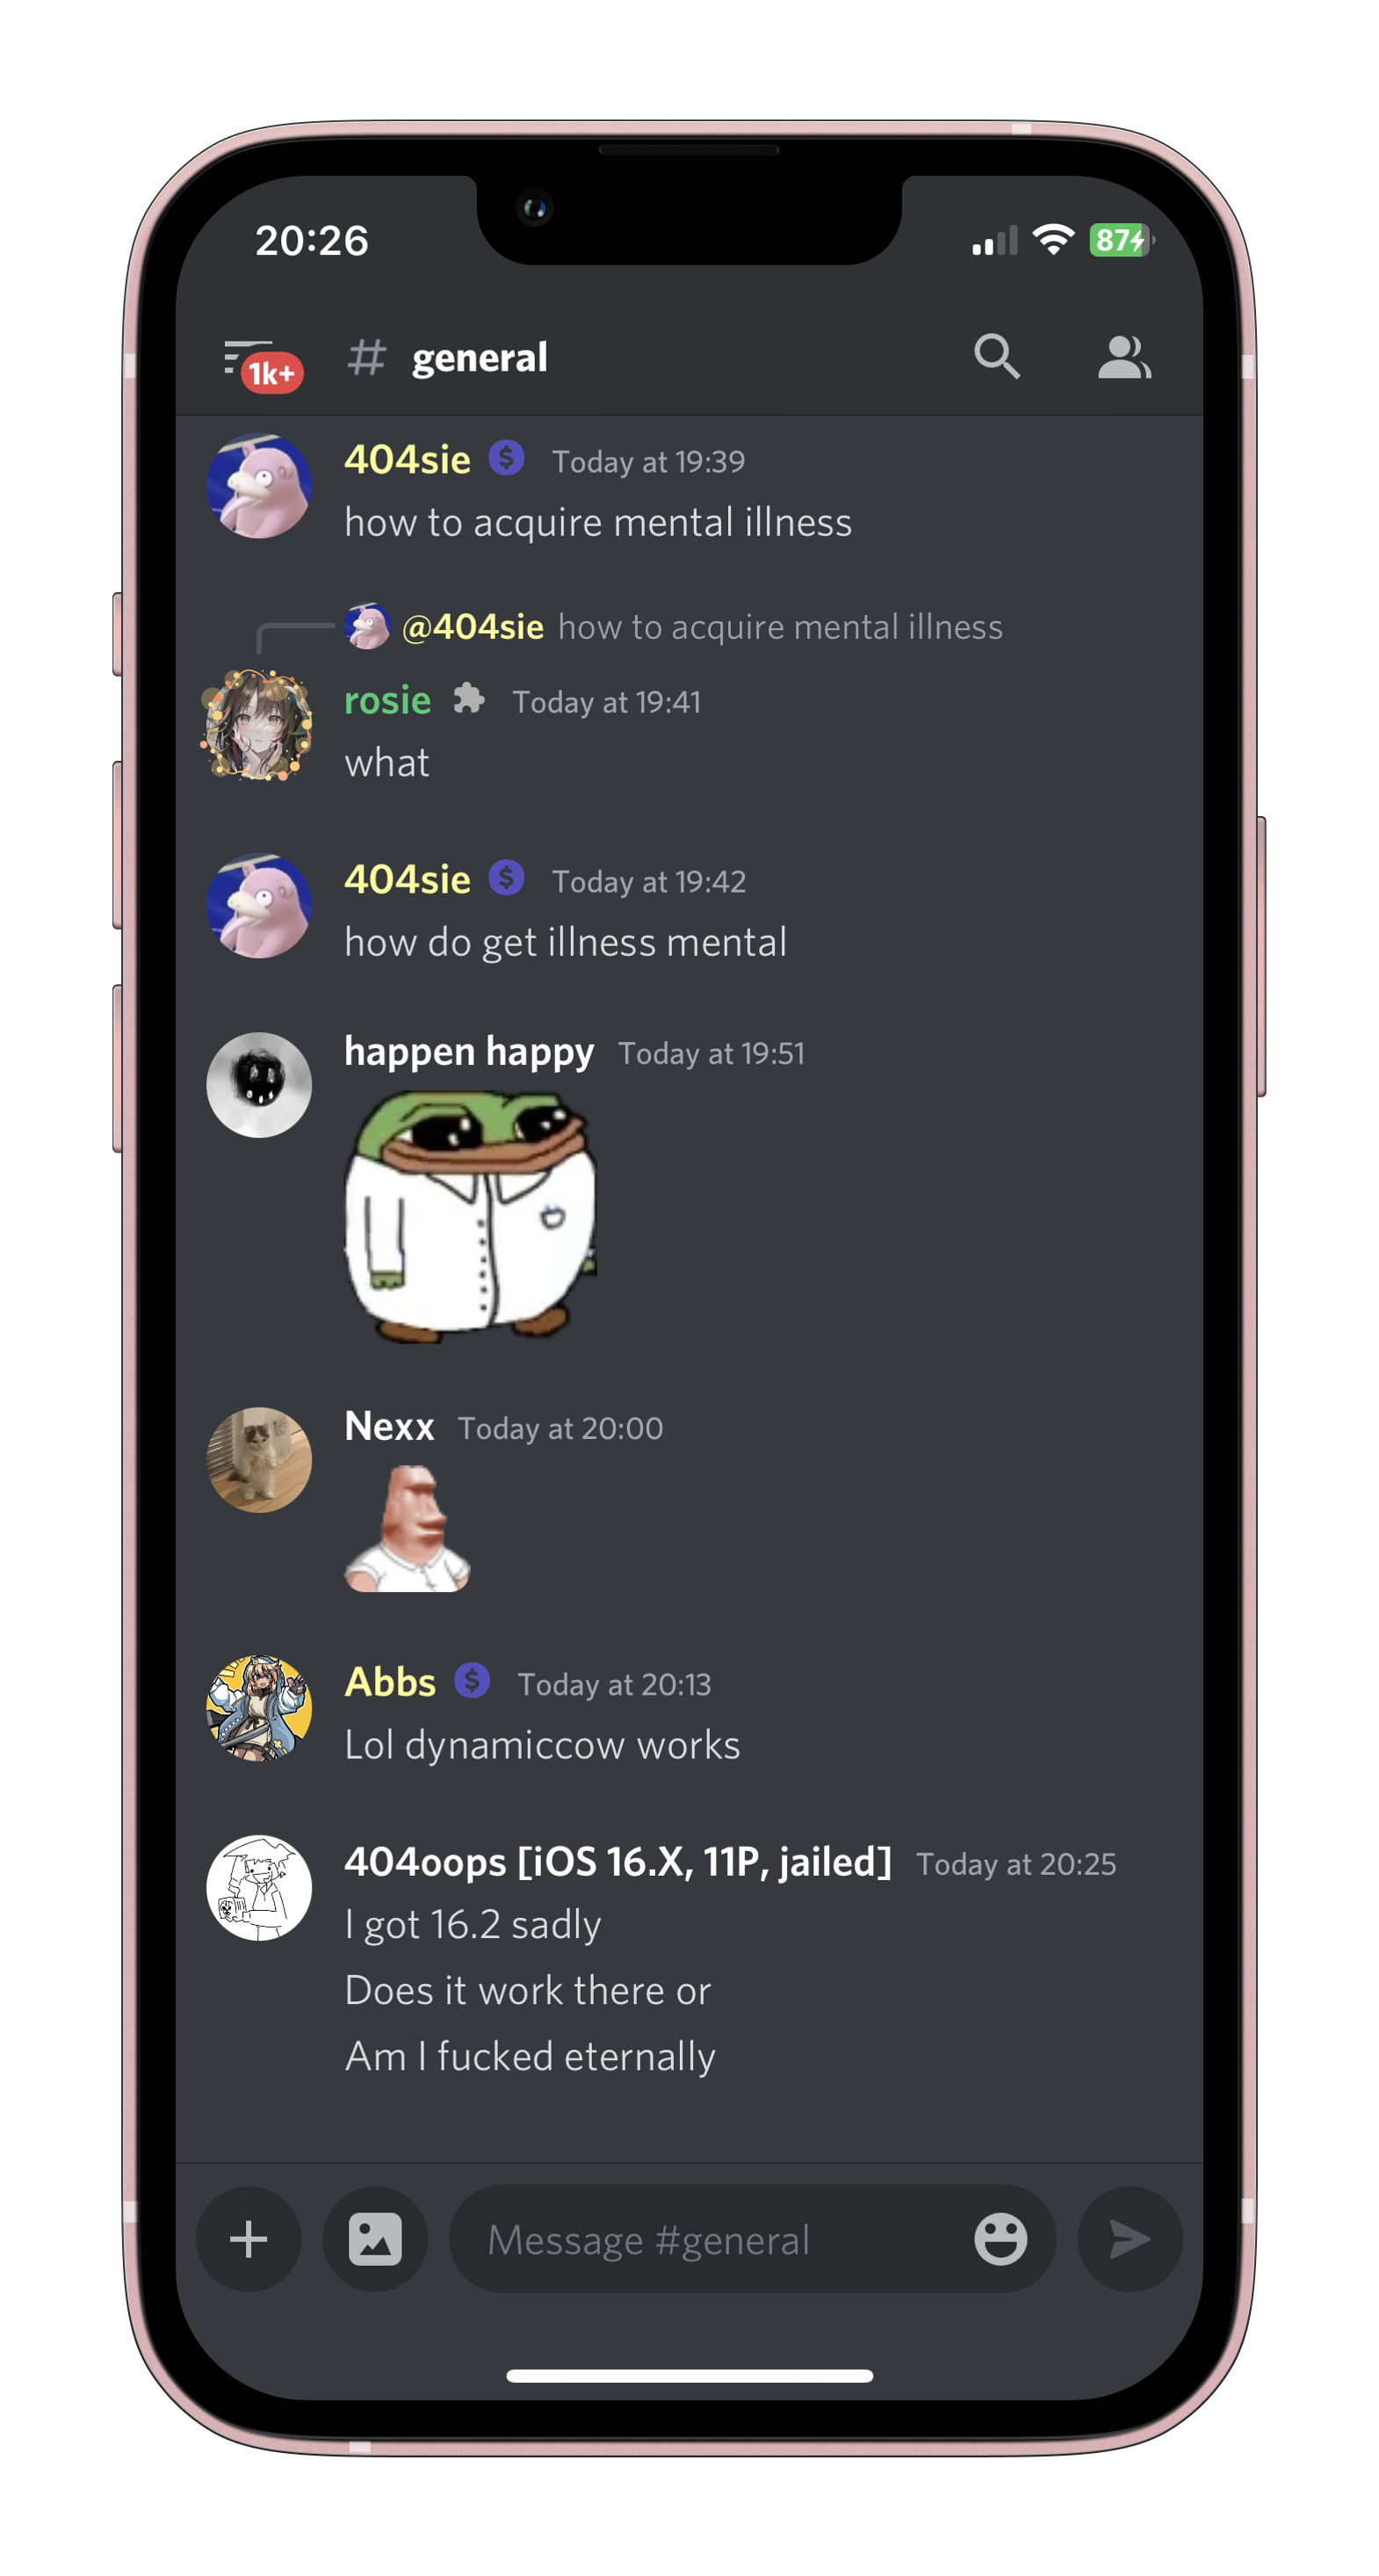 20:26
87
1k+
# general
404sie $ Today at 19:39
how to acquire mental illness
@404sie how to acquire mental illness
rosie Today at 19:41
what
404sie $ Today at 19:42
how do get illness mental
happen happy Today at 19:51
Nexx Today at 20:00
Abbs $ Today at 20:13
Lol dynamiccow works
404oops [iOS 16.X, 11P, jailed] Today at 20:25
I got 16.2 sadly
Does it work there or
Am I fucked eternally
Message #general